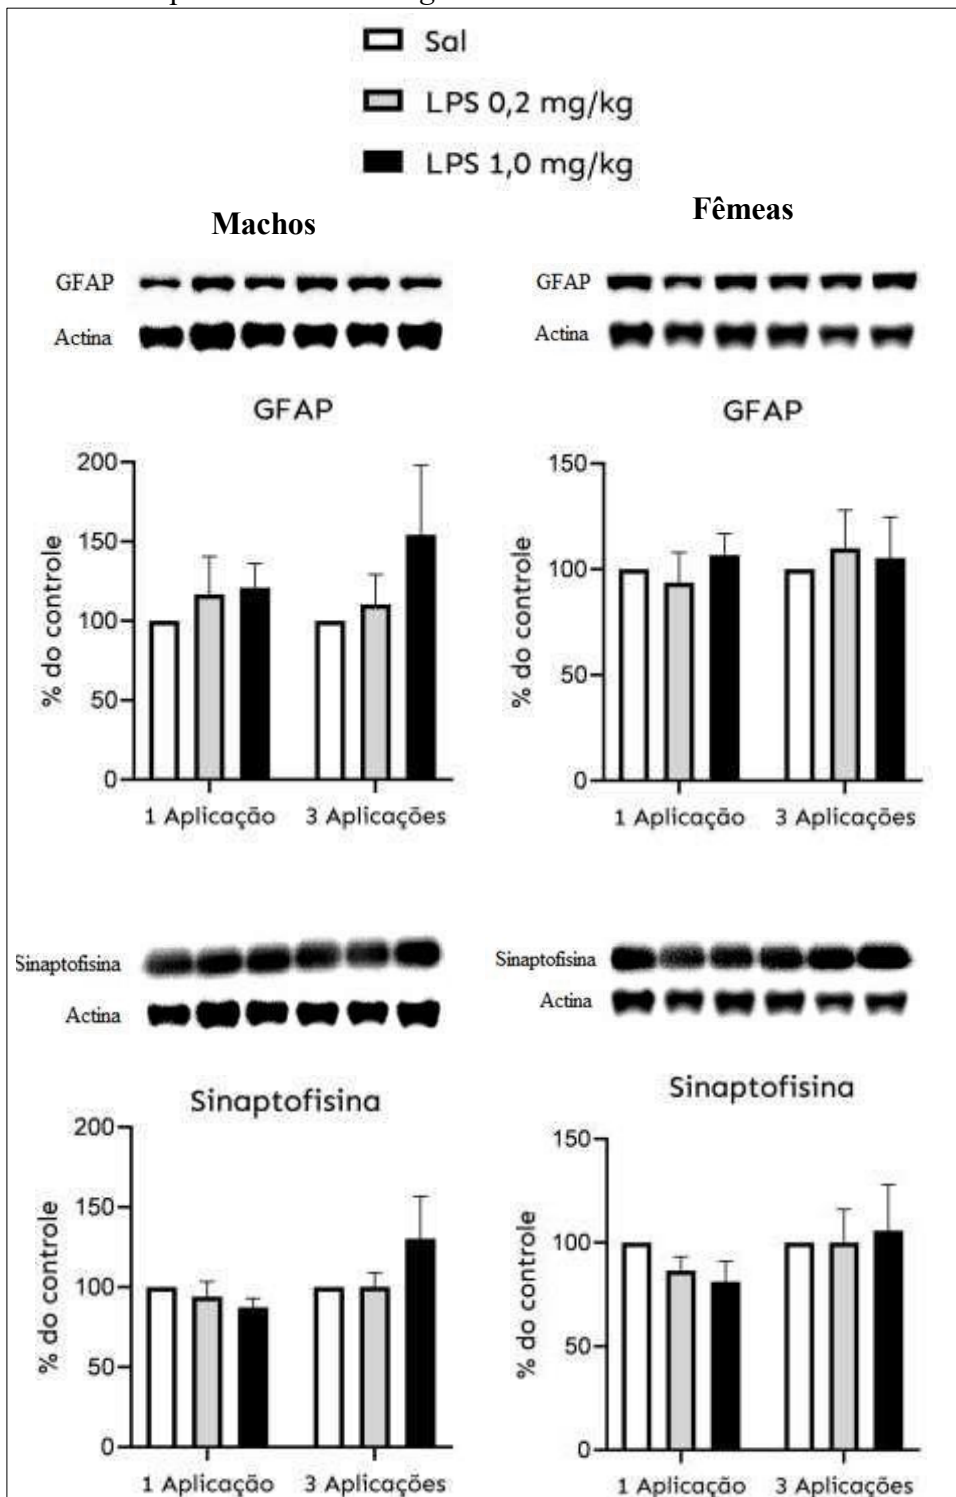 Sal
LPS 0,2 mg/kg
LPS 1,0 mg/kg
Machos
Fêmeas
GFAP
Actina
GFAP
Actina
GFAP
% do controle
200
150
100
50
0
1 Aplicação
3 Aplicações
GFAP
% do controle
150
100
50
0
1 Aplicação
3 Aplicações
Sinaptofisina
Actina
Sinaptofisina
Actina
Sinaptofisina
% do controle
200
150
100
50
0
1 Aplicação
3 Aplicações
Sinaptofisina
% do controle
150
100
50
0
1 Aplicação
3 Aplicações